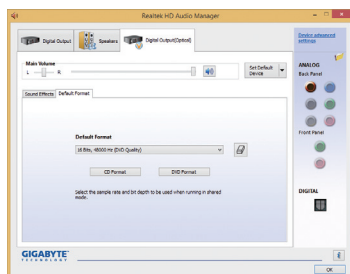 Realtek HD Audio Manager
Digital Output
Speakers
Digital Output(Optical)
Device advanced settings
Main Volume
L
R
Set Default Device
ANALOG
Back Panel
Sound Effects
Default Format
Default Format
16 Bits, 48000 Hz (DVD Quality)
CD Format
DVD Format
Select the sample rate and bit depth to be used when running in shared
mode.
Front Panel
DIGITAL
GIGABYTE
TECHNOLOGY
OK